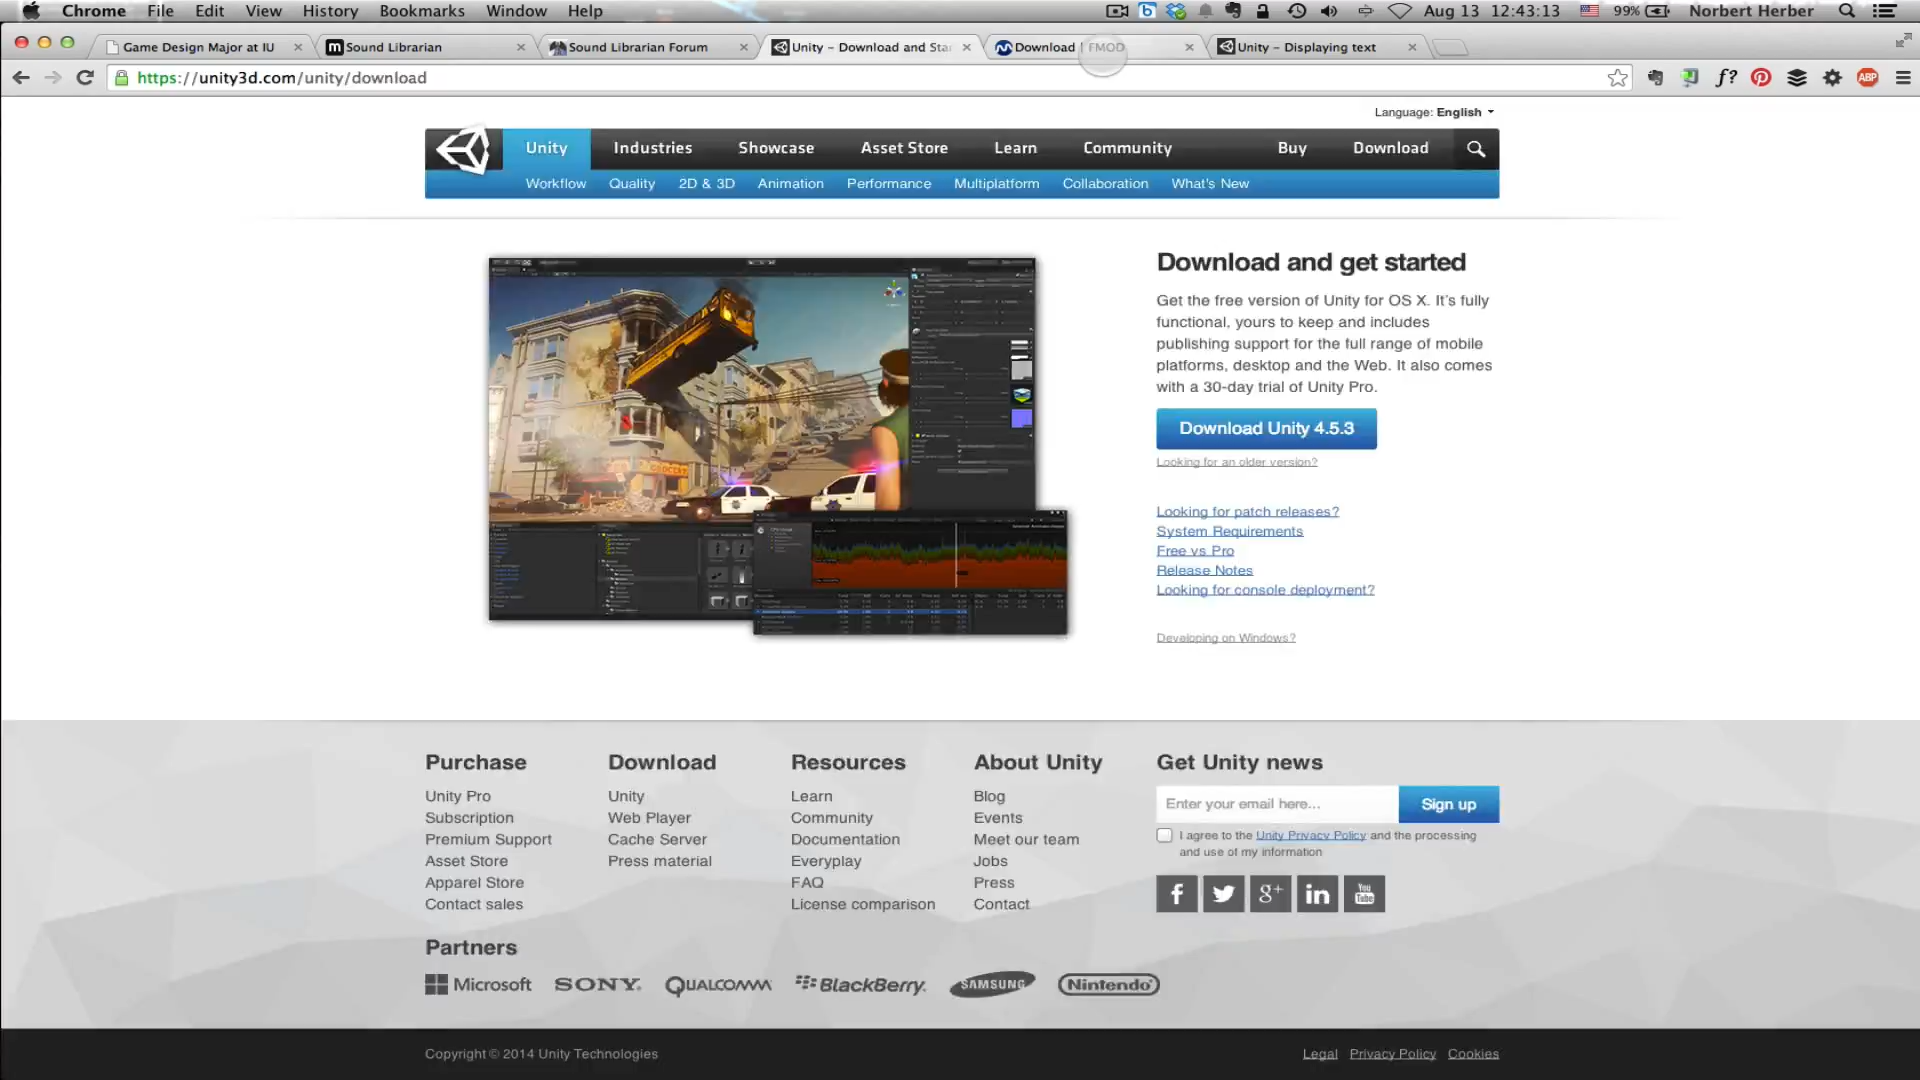 Chrome File Edit View History Bookmarks Window Help Aug 13 12:43:13 99% Norbert Herber
Game Design Major at IU Sound Librarian Sound Librarian Forum Unity – Download and Sta Download | FMOD Unity – Displaying text
https://unity3d.com/unity/download
Language: English
Unity Industries Showcase Asset Store Learn Community Buy Download
Workflow Quality 2D & 3D Animation Performance Multiplatform Collaboration What's New
Download and get started
Get the free version of Unity for OS X. It's fully
functional, yours to keep and includes
publishing support for the full range of mobile
platforms, desktop and the Web. It also comes
with a 30-day trial of Unity Pro.
Download Unity 4.5.3
Looking for an older version?
Looking for patch releases?
System Requirements
Free vs Pro
Release Notes
Looking for console deployment?
Developing on Windows?
Purchase
Unity Pro
Subscription
Premium Support
Asset Store
Apparel Store
Contact sales
Download
Unity
Web Player
Cache Server
Press material
Resources
Learn
Community
Documentation
Everyplay
FAQ
License comparison
About Unity
Blog
Events
Meet our team
Jobs
Press
Contact
Get Unity news
Enter your email here...
Sign up
I agree to the Unity Privacy Policy and the processing
and use of my information
Partners
Microsoft SONY QUALCOMM BlackBerry SAMSUNG Nintendo
Copyright © 2014 Unity Technologies
Legal Privacy Policy Cookies